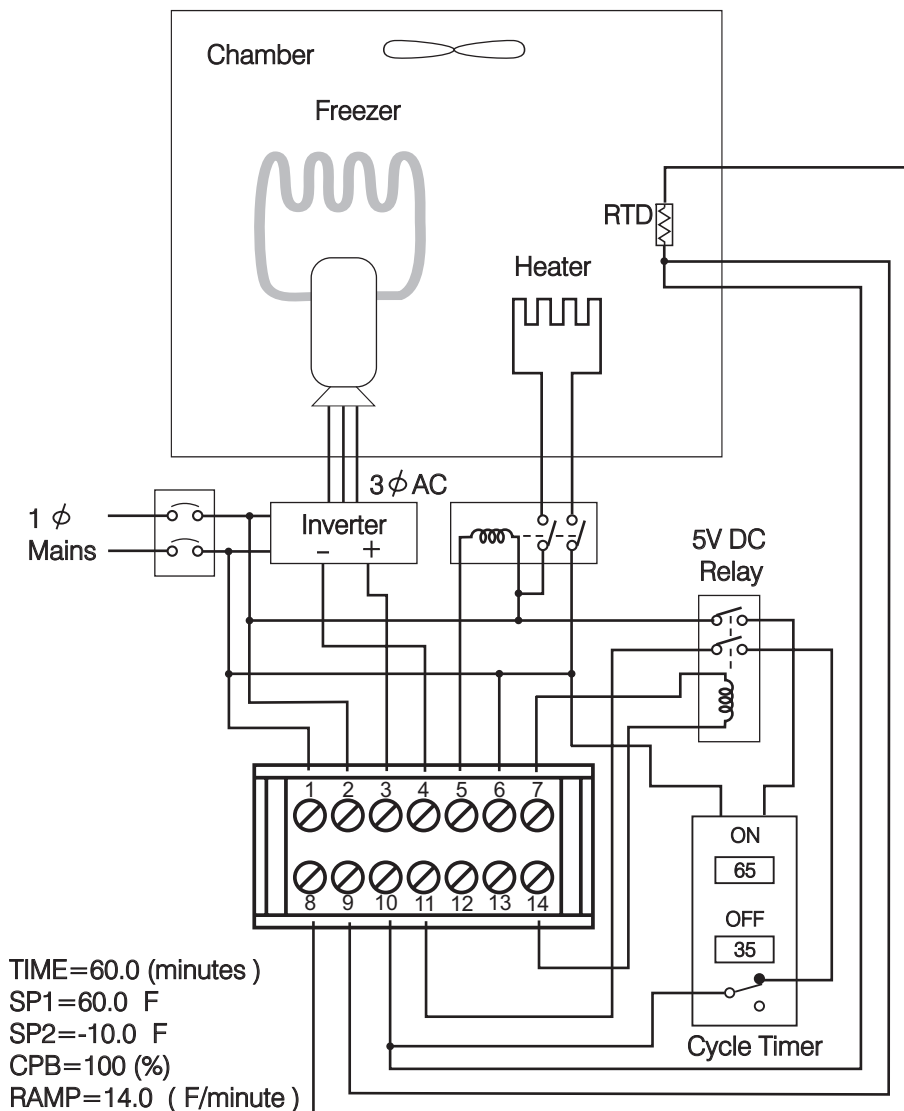 Chamber
Freezer
RTD
Heater
3 ϕ AC
1 ϕ
Mains
Inverter
− +
5V DC
Relay
1 2 3 4 5 6 7
8 9 10 11 12 13 14
ON
65
OFF
35
Cycle Timer
TIME=60.0 (minutes )
SP1=60.0 F
SP2=-10.0 F
CPB=100 (%)
RAMP=14.0 ( F/minute )